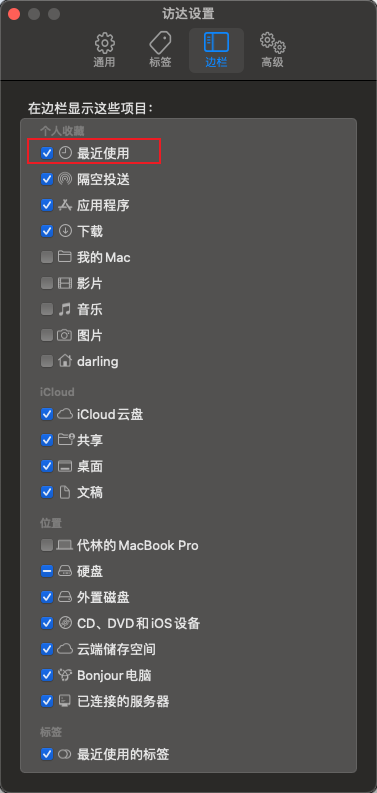 访达设置
通用
标签
边栏
高级
在边栏显示这些项目：
个人收藏
最近使用
隔空投送
应用程序
下载
我的Mac
影片
音乐
图片
darling
iCloud
iCloud云盘
共享
桌面
文稿
位置
代林的MacBook Pro
硬盘
外置磁盘
CD、DVD和iOS设备
云端储存空间
Bonjour电脑
已连接的服务器
标签
最近使用的标签